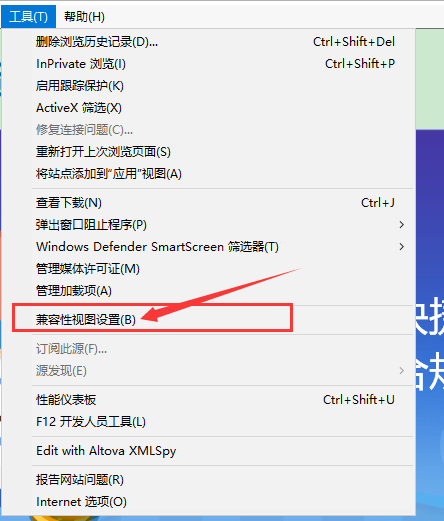 工具(T) 帮助(H)
删除浏览历史记录(D)... Ctrl+Shift+Del
InPrivate 浏览(I) Ctrl+Shift+P
启用跟踪保护(K)
ActiveX 筛选(X)
修复连接问题(C)...
重新打开上次浏览页面(S)
将站点添加到“应用”视图(A)
查看下载(N) Ctrl+J
弹出窗口阻止程序(P)
Windows Defender SmartScreen 筛选器(T)
管理媒体许可证(M)
管理加载项(A)
兼容性视图设置(B)
订阅此源(F)...
源发现(E)
性能仪表板 Ctrl+Shift+U
F12 开发人员工具(L)
Edit with Altova XMLSpy
报告网站问题(R)
Internet 选项(O)